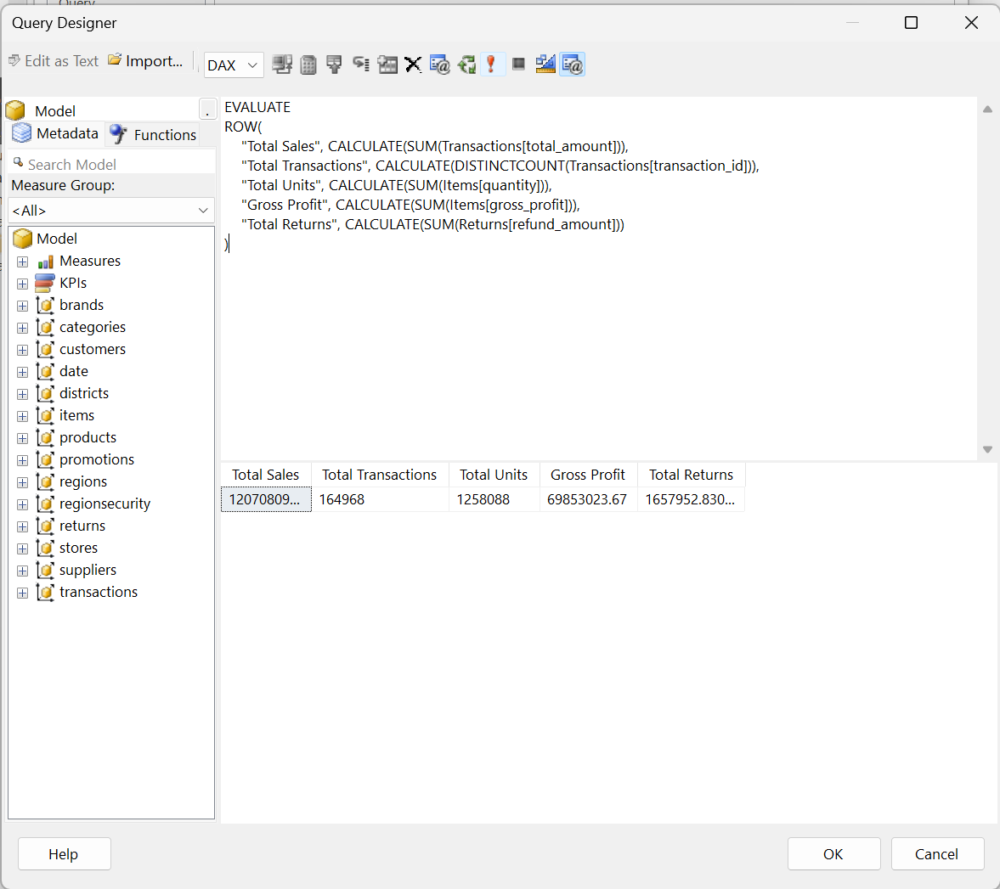 Query Designer
Edit as Text Import... DAX
Model .
Metadata Functions
Search Model
Measure Group:
<All>
Model
Measures
KPIs
brands
categories
customers
date
districts
items
products
promotions
regions
regionsecurity
returns
stores
suppliers
transactions
EVALUATE
ROW(
"Total Sales", CALCULATE(SUM(Transactions[total_amount])),
"Total Transactions", CALCULATE(DISTINCTCOUNT(Transactions[transaction_id])),
"Total Units", CALCULATE(SUM(Items[quantity])),
"Gross Profit", CALCULATE(SUM(Items[gross_profit])),
"Total Returns", CALCULATE(SUM(Returns[refund_amount]))
)
Total Sales Total Transactions Total Units Gross Profit Total Returns
12070809... 164968 1258088 69853023.67 1657952.830...
Help OK Cancel